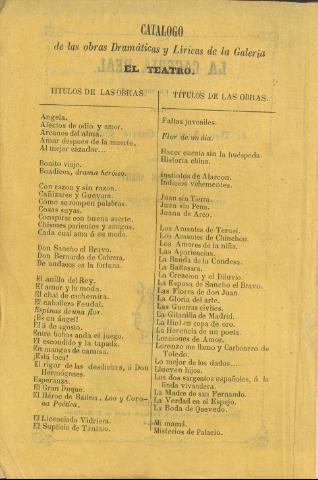 CATALOGO
de las obras Dramáticas y Líricas de la Galeria
EL TEATRO.
TÍTULOS DE LAS OBRAS.
Angela.
Afectos de odio y amor.
Arcanos del alma.
Amar despues de la muerte.
Al mejor cazador...
Bonito viaje.
Boadicea, drama heróico.
Con razon y sin razon.
Cañizares y Guevara.
Cómo se rompen palabras.
Cosas suyas.
Conspirar con buena suerte.
Chismes parientes y amigos.
Cada cual ama á su modo.
Don Sancho el Bravo.
Don Bernardo de Cabrera.
De audaces es la fortuna.
El anillo del Rey.
El amor y la moda.
El chal de cachemira.
El caballero Feudal.
Espinas de una flor.
¡Es un ángel!
El 5 de agosto.
Entre bobos anda el juego.
El escondido y la tapada.
En mangas de camisa.
¡Está loca!
El rigor de las desdichas, ó Don
Hermógenes.
Esperanza.
El Gran Duque.
El Héroe de Bailen, Loa y Coro-
na Poética.
El Licenciado Vidriera.
El Suplicio de Tántalo.
TÍTULOS DE LAS OBRAS.
Faltas juveniles.
Flor de un dia.
Hacer cuenta sin la huéspeda.
Historia china.
Instintos de Alarcon.
Indicios vehementes.
Juan sin Tierra.
Juan sin Pena.
Juana de Arco.
Los Amantes de Teruel.
Los Amantes de Chinchon.
Los Amores de la niña.
Las Apariencias.
La Banda de la Condesa.
La Baltasara.
La Creacion y el Diluvio.
La Esposa de Sancho el Bravo.
Las Flores de don Juan.
La Gloria del arte.
Las Guerras civiles.
La Gitanilla de Madrid.
La Hiel en copa de oro.
La Herencia de un poeta.
Lecciones de Amor.
Lorenzo me llamo y Carbonero de
Toledo.
Lo mejor de los dados...
Llueven hijos.
Los dos sargentos españoles, ó la
linda vivandera.
La Madre de san Fernando.
La Verdad en el Espejo.
La Boda de Quevedo.
Mi mamá.
Misterios de Palacio.